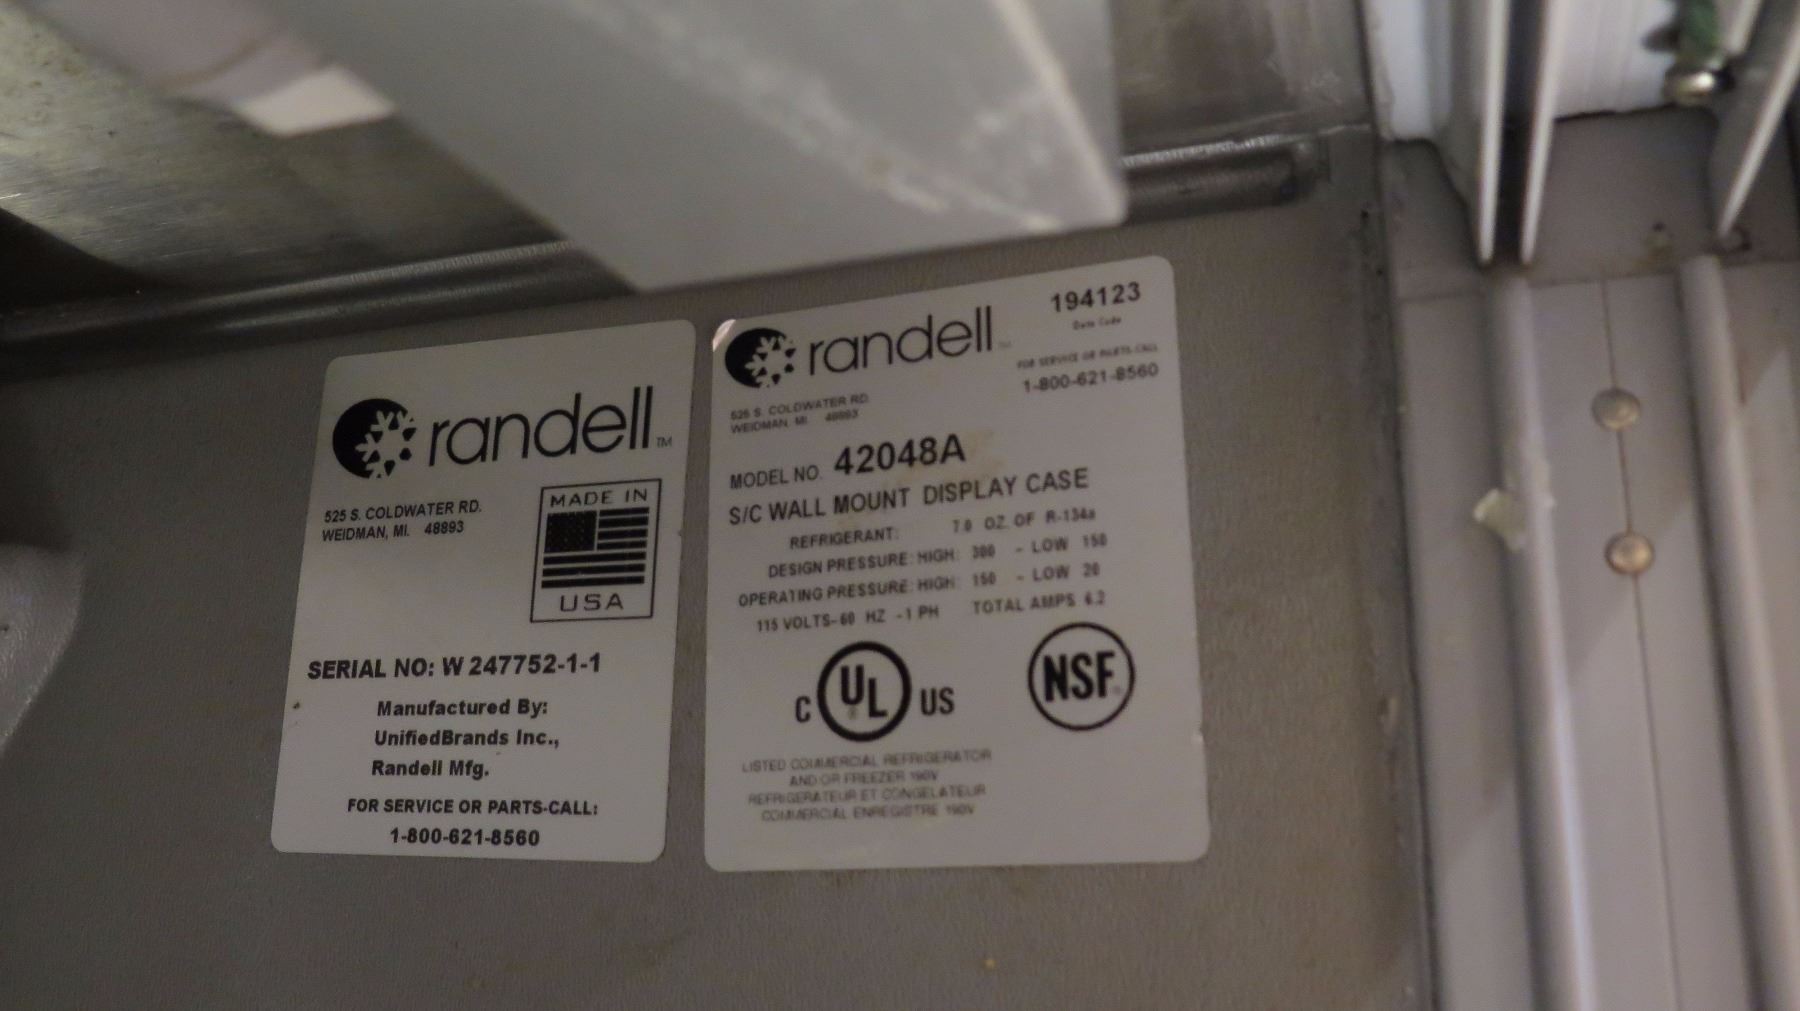 randell™
525 S. COLDWATER RD.
WEIDMAN, MI. 48893
MADE IN
USA
SERIAL NO: W 247752-1-1
Manufactured By:
UnifiedBrands Inc.,
Randell Mfg.
FOR SERVICE OR PARTS-CALL:
1-800-621-8560
randell™
194123
Date Code
FOR SERVICE OR PARTS-CALL
1-800-621-8560
525 S. COLDWATER RD.
WEIDMAN, MI. 48893
MODEL NO. 42048A
S/C WALL MOUNT DISPLAY CASE
REFRIGERANT: 7.0 OZ. OF R-134a
DESIGN PRESSURE: HIGH: 300 - LOW 150
OPERATING PRESSURE: HIGH: 150 - LOW 20
115 VOLTS- 60 HZ - 1 PH TOTAL AMPS 6.2
C UL® US
NSF®
LISTED COMMERCIAL REFRIGERATOR
AND OR FREEZER 190V
REFRIGERATEUR ET CONGELATEUR
COMMERCIAL ENREGISTRE 190V